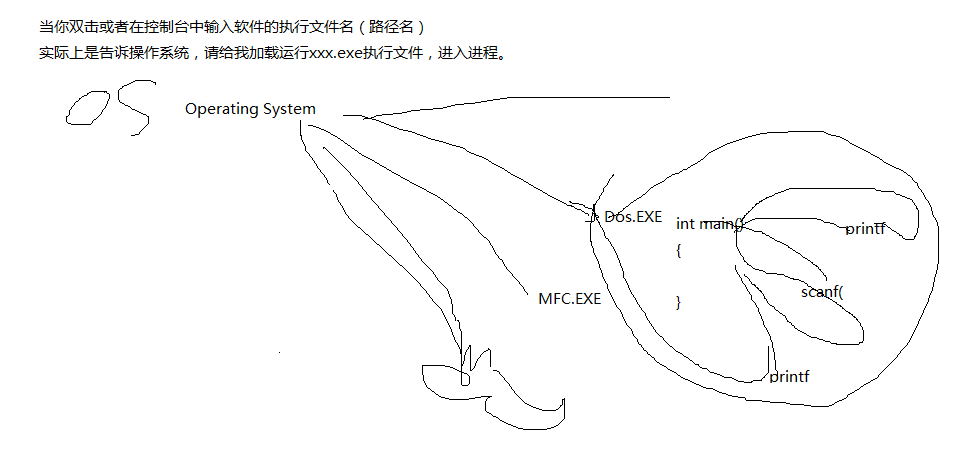 当你双击或者在控制台中输入软件的执行文件名（路径名）
实际上是告诉操作系统，请给我加载运行xxx.exe执行文件，进入进程。
OS Operating System
Dos.EXE
int main()
{
}
printf
scanf(
printf
MFC.EXE